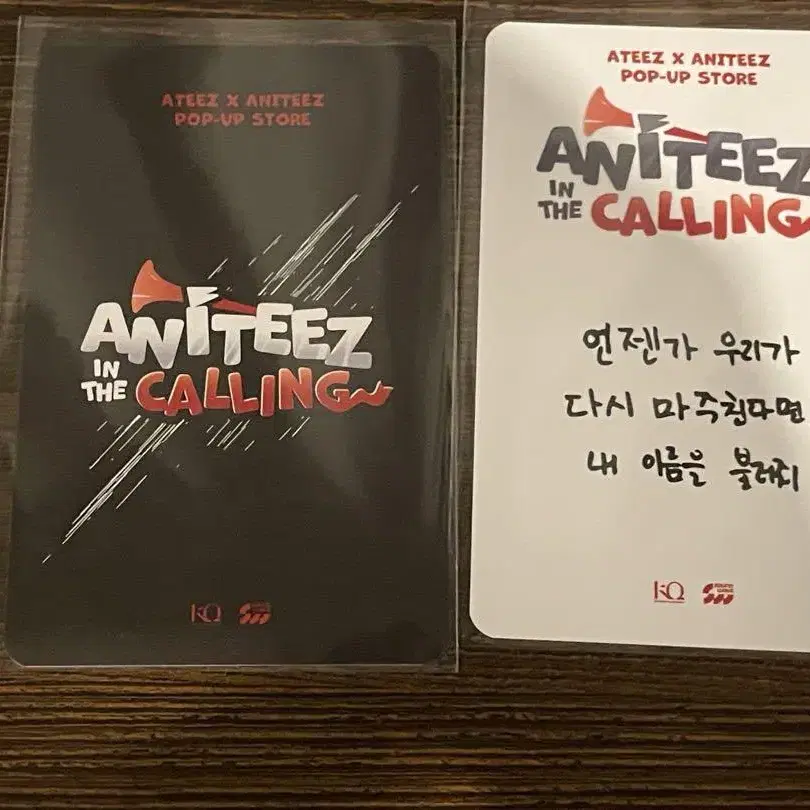 ATEEZ X ANITEEZ
POP-UP STORE
ANITEEZ
IN
THE CALLING
KQ
ATEEZ X ANITEEZ
POP-UP STORE
ANITEEZ
IN
THE CALLING
언젠가 우리가
다시 마주친다면
내 이름을 불러줘
KQ